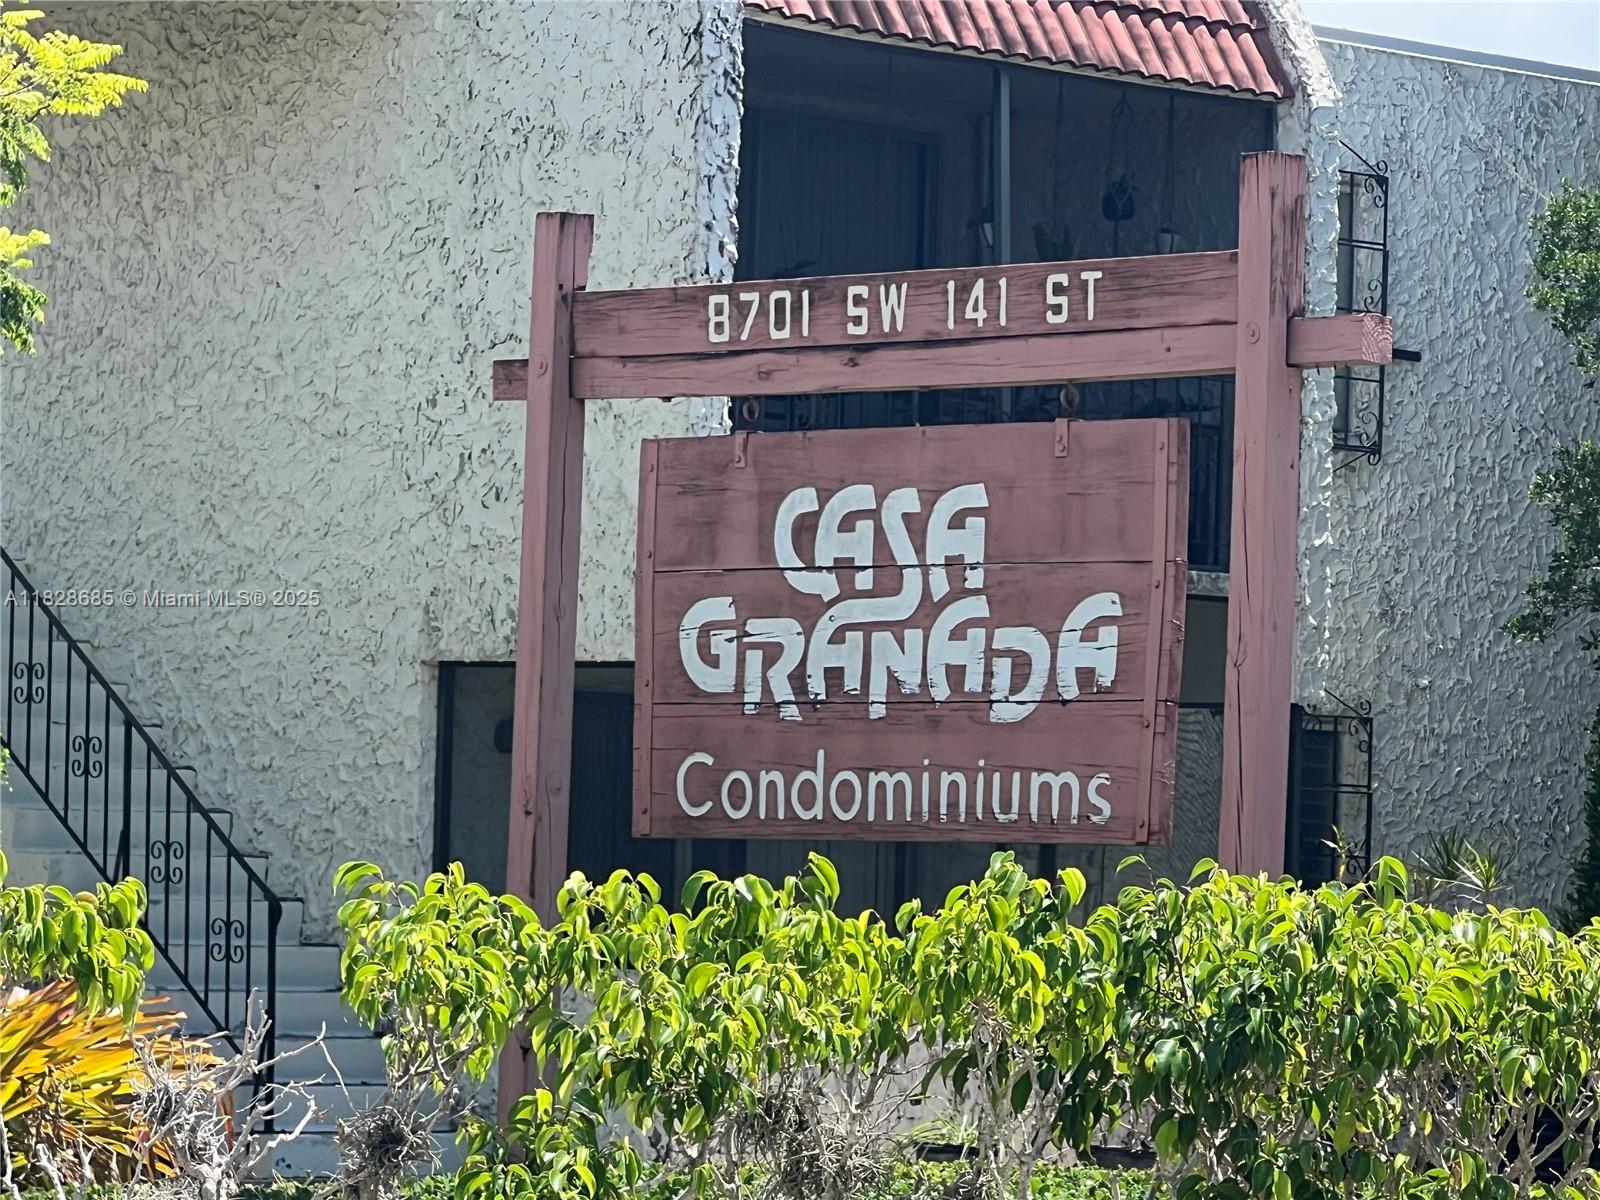 8701 SW 141 ST
CASA
GRANADA
Condominiums
A11828685 © Miami MLS® 2025